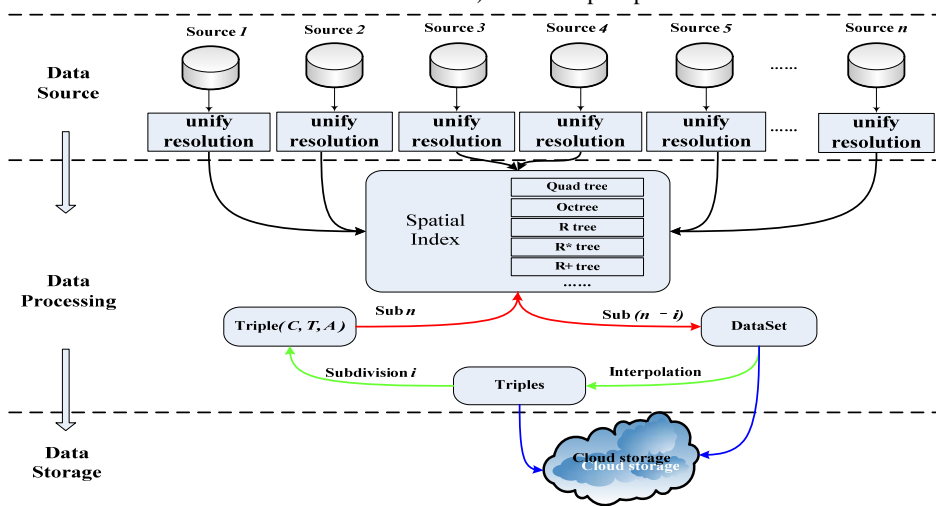 Source 1
Source 2
Source 3
Source 4
Source 5
......
Source n
Data
Source
unify
resolution
unify
resolution
unify
resolution
unify
resolution
unify
resolution
......
unify
resolution
Spatial
Index
Quad tree
Octree
R tree
R* tree
R+ tree
......
Data
Processing
Sub n
Sub (n - i)
Triple(C, T, A)
DataSet
Subdivision i
Interpolation
Triples
Data
Storage
Cloud storage
Cloud storage